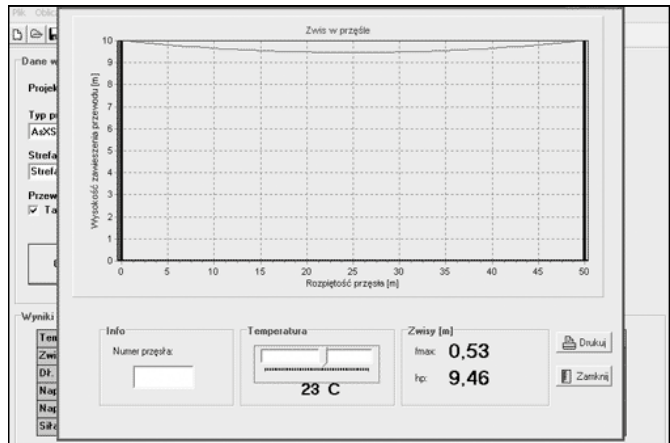 Plik Oblicz
Dane w
Projek
Typ p
AsXS
Strefa
Strefa
Przew
Ta
Zwis w przęśle
Wysokość zawieszenia przewodu [m]
10
9
8
7
6
5
4
3
2
1
0
0 5 10 15 20 25 30 35 40 45 50
Rozpiętość przęsła [m]
Wyniki
Tem
Zwi
Dł.
Nap
Nap
Siła
Info
Numer przęsła:
Temperatura
23 C
Zwisy [m]
fmax: 0,53
hp: 9,46
Drukuj
Zamknij